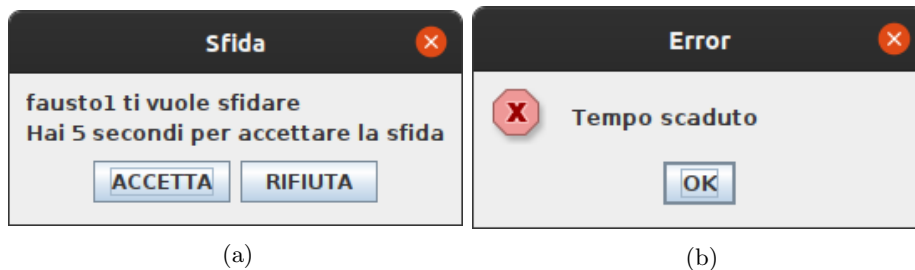 Sfida
fausto1 ti vuole sfidare
Hai 5 secondi per accettare la sfida
ACCETTA RIFIUTA
(a)
Error
X
Tempo scaduto
OK
(b)